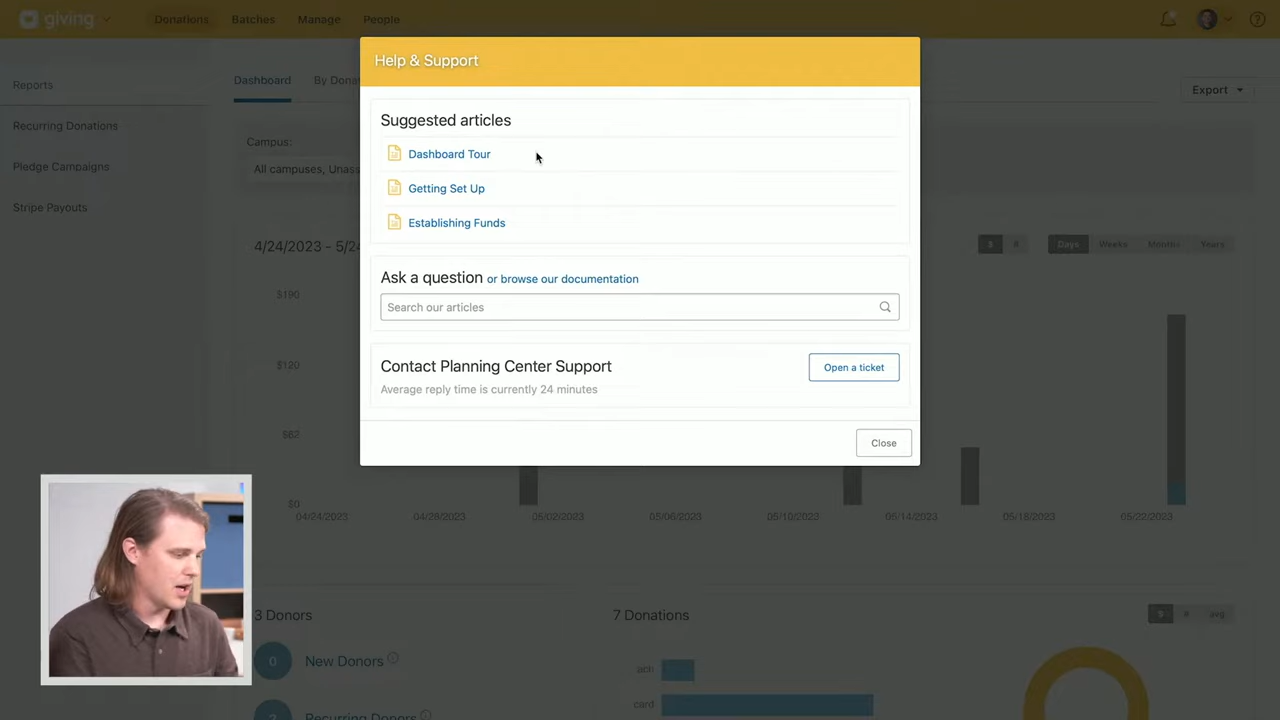 giving
Donations
Batches
Manage
People
Help & Support
Reports
Recurring Donations
Pledge Campaigns
Stripe Payouts
Dashboard
By Dona
Export
Campus:
All campuses, Unass
Suggested articles
Dashboard Tour
Getting Set Up
Establishing Funds
4/24/2023 - 5/24
$
#
Days
Weeks
Months
Years
Ask a question or browse our documentation
Search our articles
Contact Planning Center Support
Open a ticket
Average reply time is currently 24 minutes
Close
$190
$120
$62
$0
04/24/2023
04/28/2023
05/02/2023
05/06/2023
05/10/2023
05/14/2023
05/18/2023
05/22/2023
3 Donors
0
New Donors
Recurring Donors
7 Donations
$
#
avg
ach
card